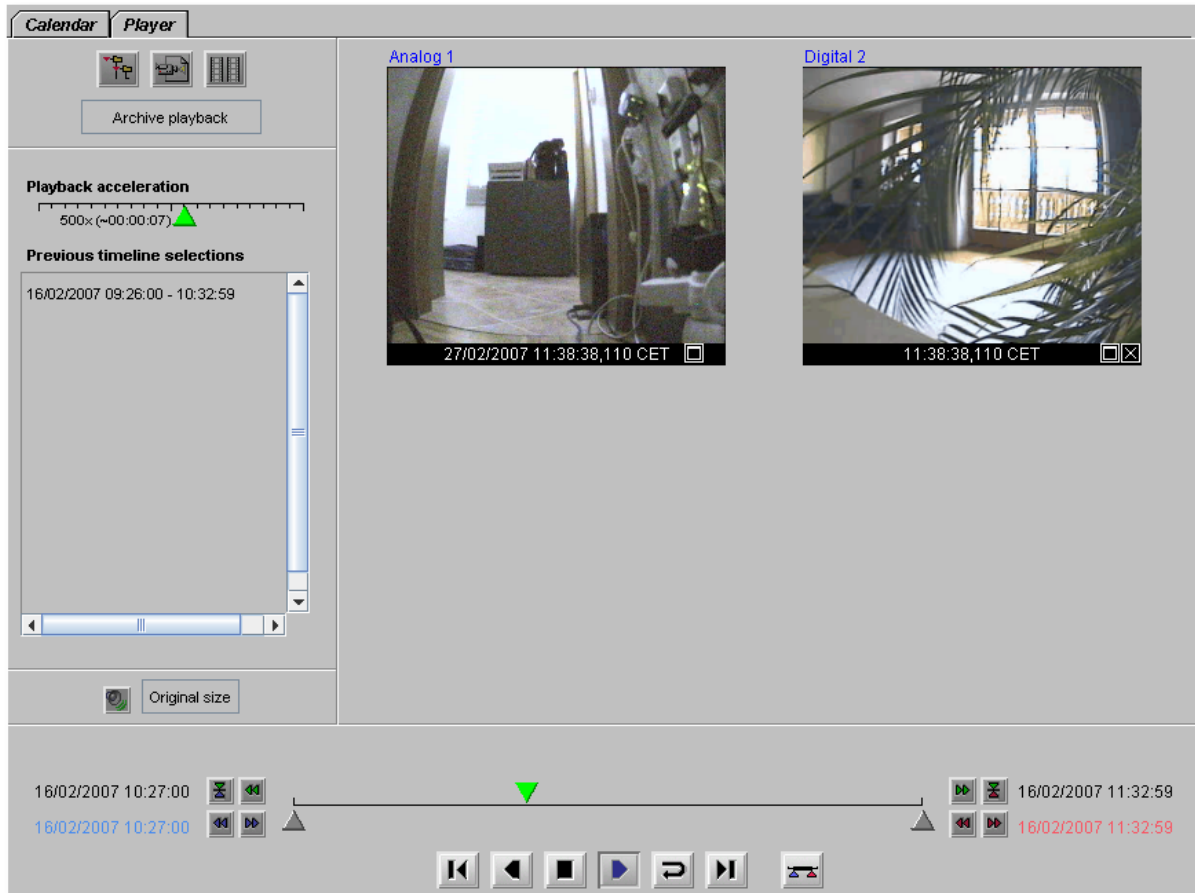 Calendar Player
Archive playback
Playback acceleration
500x (~00:00:07)
Previous timeline selections
16/02/2007 09:26:00 - 10:32:59
Original size
Analog 1
27/02/2007 11:38:38,110 CET
Digital 2
11:38:38,110 CET
16/02/2007 10:27:00
16/02/2007 10:27:00
16/02/2007 11:32:59
16/02/2007 11:32:59